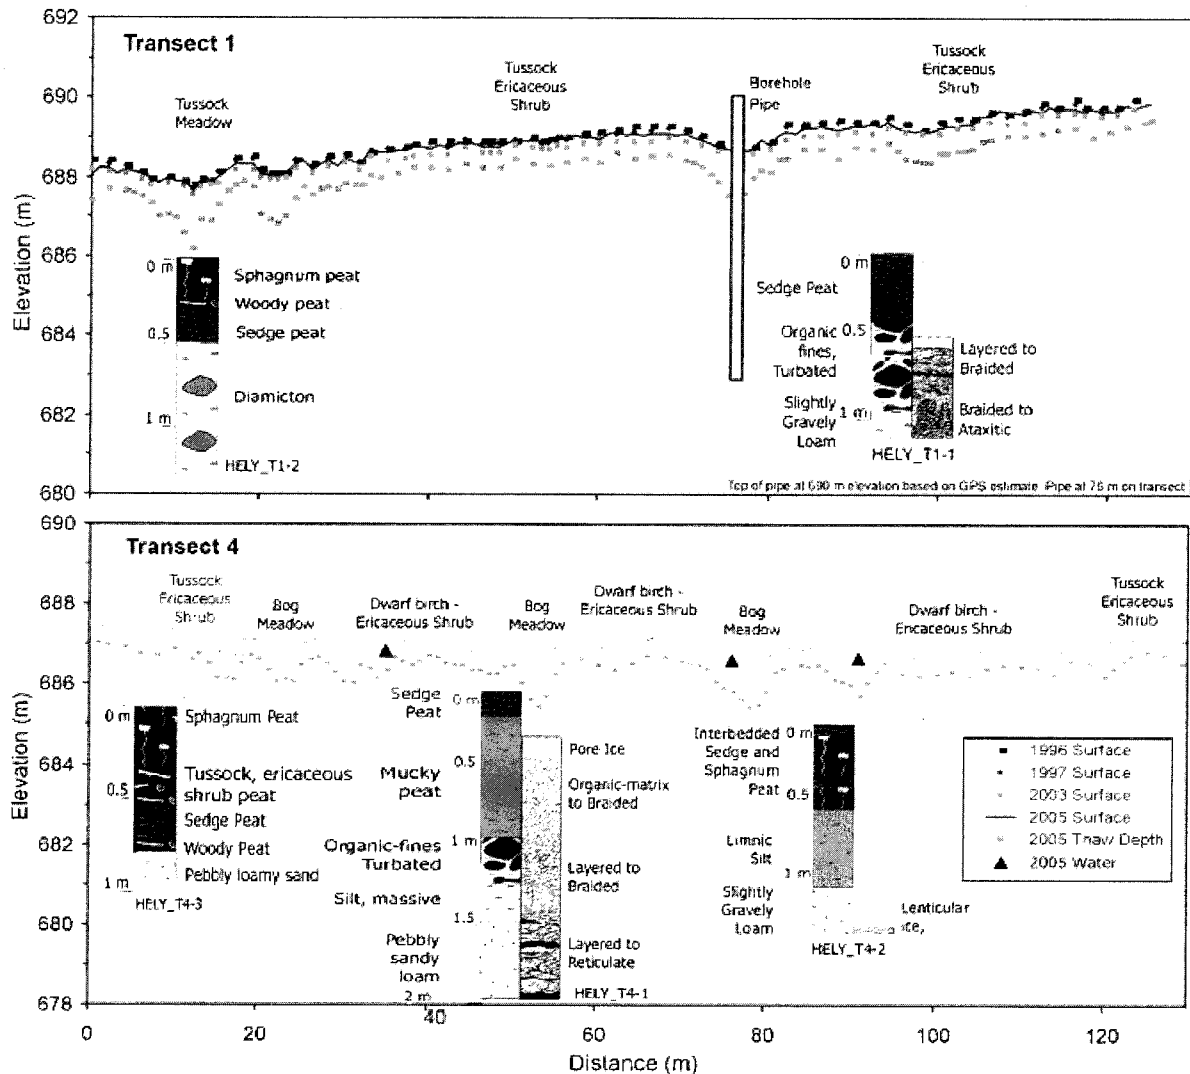 692
690
688
686
684
682
680
Elevation (m)
Transect 1
Tussock
Meadow
Tussock
Ericaceous
Shrub
Borehole
Pipe
Tussock
Ericaceous
Shrub
0 m
0.5
1 m
Sphagnum peat
Woody peat
Sedge peat
Diamicton
HELY_T1-2
0 m
0.5
1 m
Sedge Peat
Organic
fines,
Turbated
Slightly
Gravely
Loam
Layered to
Braided
Braided to
Ataxitic
HELY_T1-1
Top of pipe at 690 m elevation based on GPS estimate. Pipe at 76 m on transect
690
688
686
684
682
680
678
Elevation (m)
Transect 4
Tussock
Ericaceous
Shrub
Bog
Meadow
Dwarf birch -
Ericaceous Shrub
Bog
Meadow
Dwarf birch -
Ericaceous Shrub
Bog
Meadow
Dwarf birch -
Ericaceous Shrub
Tussock
Ericaceous
Shrub
0 m
0.5
1 m
Sphagnum Peat
Tussock, ericaceous
shrub peat
Sedge Peat
Woody Peat
Pebbly loamy sand
HELY_T4-3
Sedge
Peat
Mucky
peat
Organic-fines
Turbated
Silt, massive
Pebbly
sandy
loam
0 m
0.5
1 m
1.5
2 m
Pore Ice
Organic-matrix
to Braided
Layered to
Braided
Layered to
Reticulate
HELY_T4-1
Interbedded
Sedge and
Sphagnum
Peat
Limnic
Silt
Slightly
Gravely
Loam
0 m
0.5
1 m
Lenticular
HELY_T4-2
1996 Surface
1997 Surface
2003 Surface
2005 Surface
2005 Thaw Depth
2005 Water
0
20
40
60
80
100
120
Distance (m)